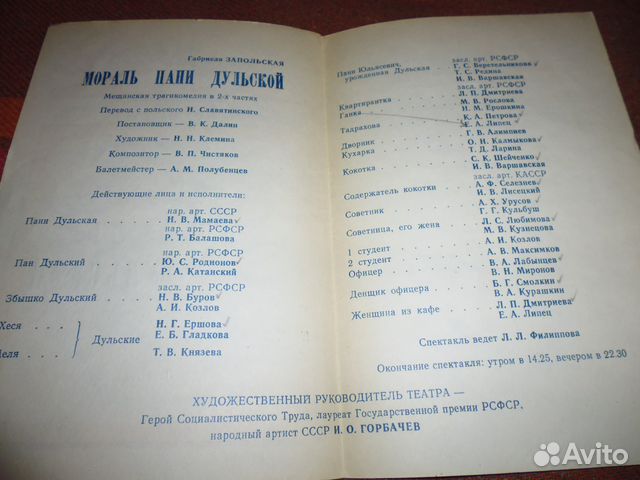 Габриеля ЗАПОЛЬСКАЯ
МОРАЛЬ ПАНИ ДУЛЬСКОЙ
Мещанская трагикомедия в 2-х частях
Перевод с польского Н. Славятинского
Постановщик — В. К. Далин
Художник — Н. Н. Клемина
Композитор — В. П. Чистяков
Балетмейстер — А. М. Полубенцев
Действующие лица и исполнители:
нар. арт. СССР
Пани Дульская . . . . . Н. В. Мамаева
нар. арт. РСФСР
Р. Т. Балашова
нар. арт. РСФСР
Пан Дульский . . . . Ю. С. Родионов
Р. А. Катанский
засл. арт. РСФСР
Збышко Дульский . . . . Н. В. Буров
А. И. Козлов
Хеся . . . Н. Г. Ершова
Дульские Е. Б. Гладкова
Меля . . . Т. В. Князева
засл. арт. РСФСР
Пани Юльясевич, Г. С. Веретельникова
урожденная Дульская . . Т. С. Редина
И. В. Варшавская
засл. арт. РСФСР
Квартирантка . . . . . Л. П. Дмитриева
Ганка . . . . . М. В. Рослова
Н. М. Ерошкина
Тадрахова . . . . . К. А. Петрова
Е. А. Липец
Дворник . . . . . Г. В. Алимпиев
Кухарка . . . . . О. Н. Калмыкова
Т. Д. Ларина
Кокотка . . . . . С. К. Шейченко
И. В. Варшавская
засл. арт. КАССР
Содержатель кокотки . . А. Ф. Селезнев
И. В. Лисецкий
Советник . . . . . А. Х. Урусов
Г. Г. Кульбуш
Советница, его жена . . Л. С. Любимова
М. В. Кузнецова
1 студент . . . . . А. И. Козлов
2 студент . . . . . А. В. Максимков
Офицер . . . . . В. А. Лабынцев
В. Н. Миронов
Денщик офицера . . . . Б. Г. Смолкин
В. А. Курашкин
Женщина из кафе . . . . Л. П. Дмитриева
Е. А. Липец
Спектакль ведет Л. Л. Филиппова
Окончание спектакля: утром в 14.25, вечером в 22.30
ХУДОЖЕСТВЕННЫЙ РУКОВОДИТЕЛЬ ТЕАТРА —
Герой Социалистического Труда, лауреат Государственной премии РСФСР,
народный артист СССР И. О. ГОРБАЧЕВ
Avito